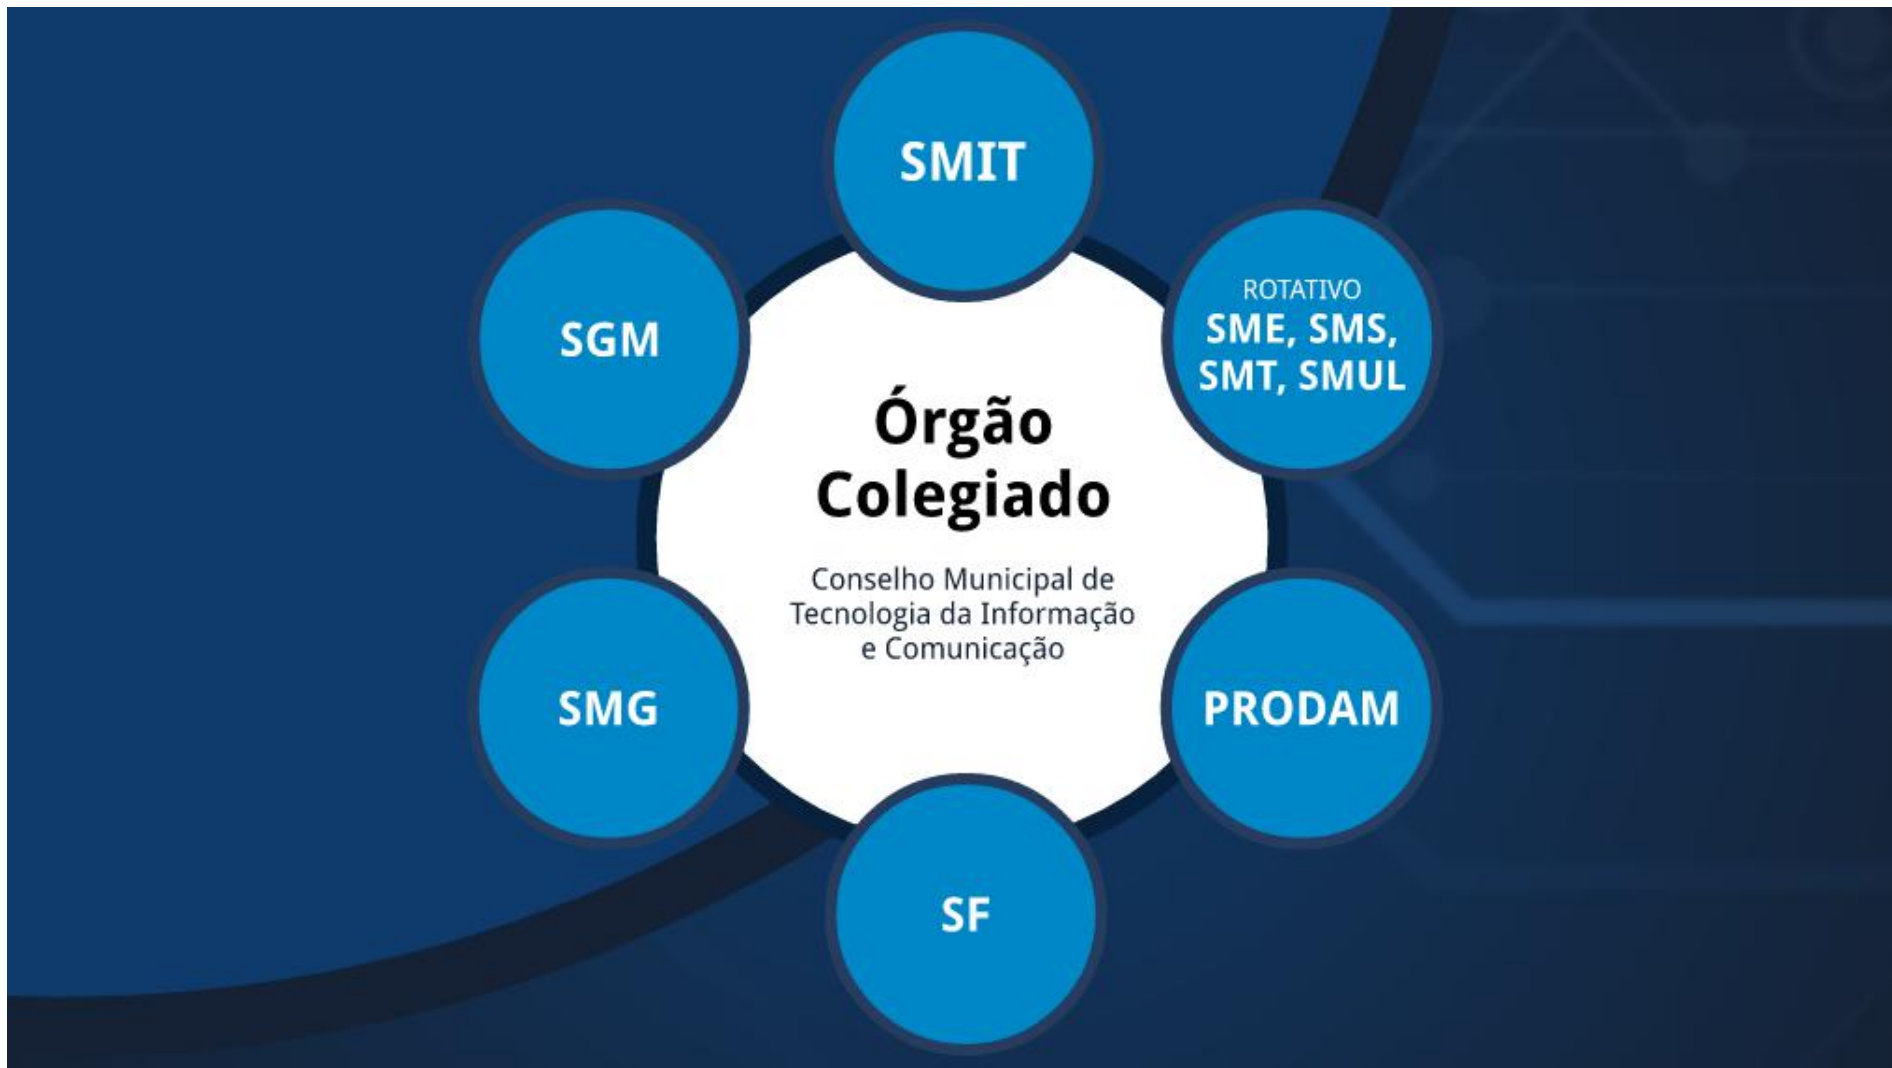 SMIT
SGM
ROTATIVO
SME, SMS,
SMT, SMUL
Órgão
Colegiado
Conselho Municipal de
Tecnologia da Informação
e Comunicação
SMG
PRODAM
SF